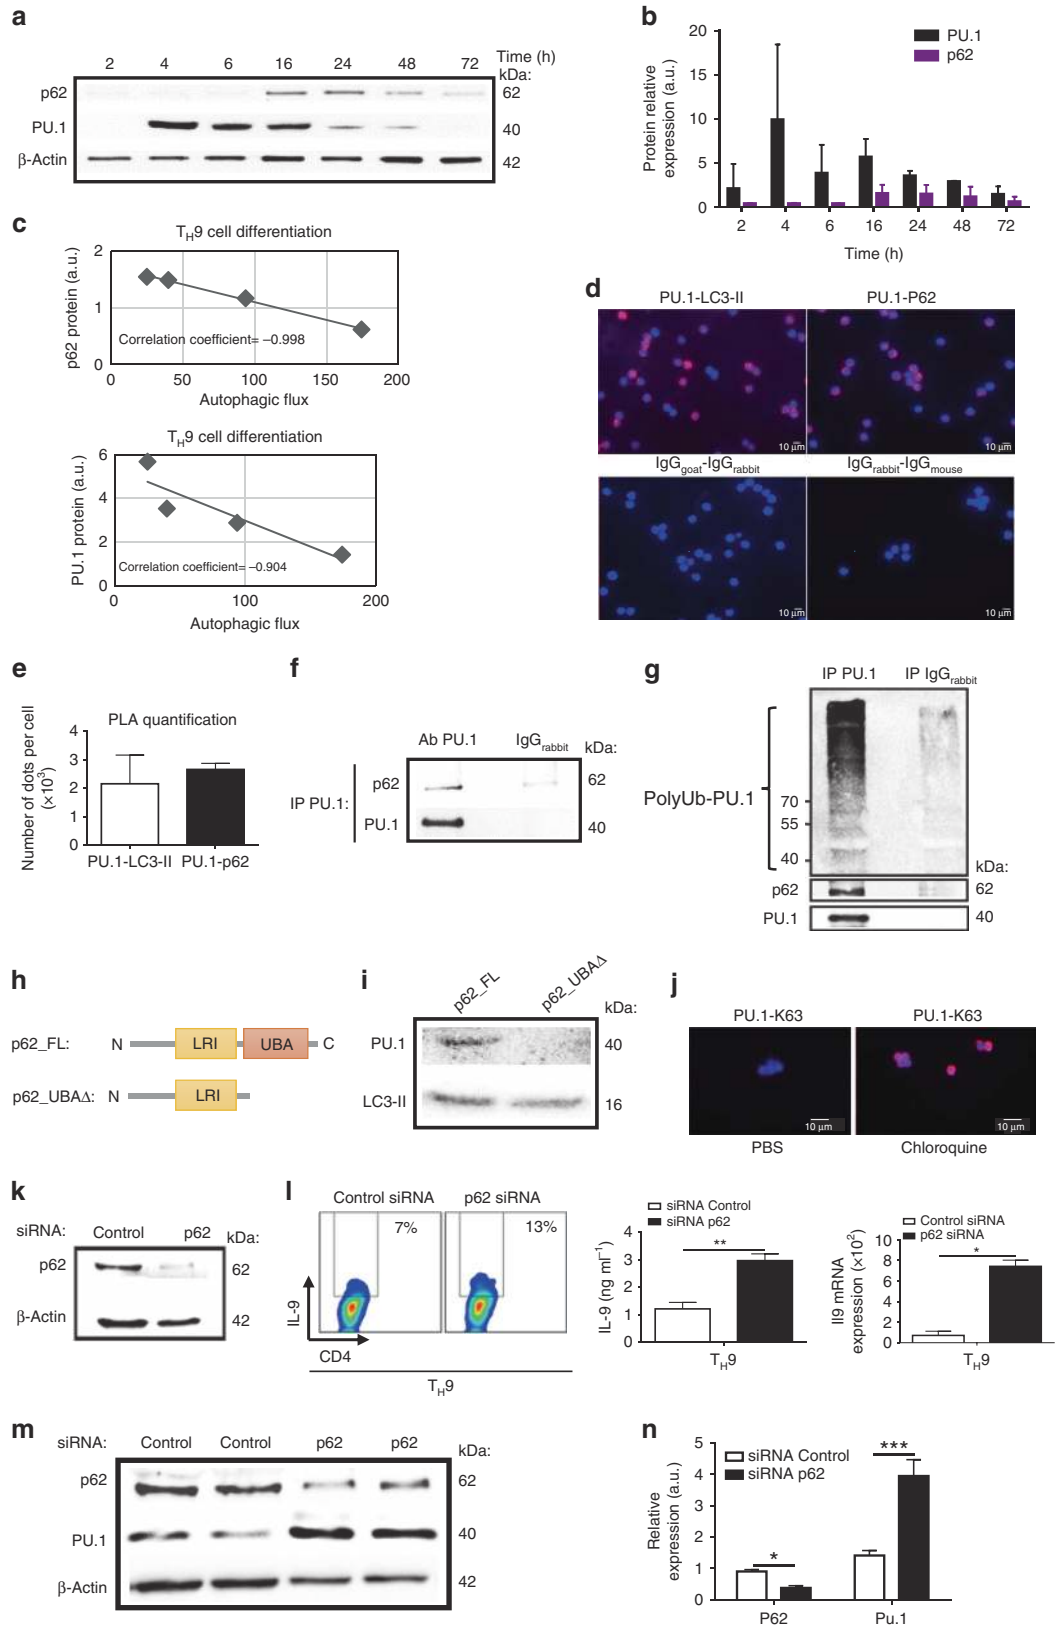 a
2 4 6 16 24 48 72 Time (h)
kDa:
p62 62
PU.1 40
β-Actin 42
b
Protein relative
expression (a.u.)
20
15
10
5
0
PU.1
p62
2 4 6 16 24 48 72
Time (h)
c
T_H9 cell differentiation
p62 protein (a.u.)
2
1
0
Correlation coefficient= –0.998
0 50 100 150 200
Autophagic flux
T_H9 cell differentiation
PU.1 protein (a.u.)
6
4
2
0
Correlation coefficient= –0.904
0 100 200
Autophagic flux
d
PU.1-LC3-II PU.1-P62
10 µm 10 µm
IgG_goat-IgG_rabbit IgG_rabbit-IgG_mouse
10 µm 10 µm
e
PLA quantification
Number of dots per cell
(×10³)
4
3
2
1
0
PU.1-LC3-II PU.1-p62
f
Ab PU.1 IgG_rabbit kDa:
IP PU.1:
p62 62
PU.1 40
g
IP PU.1 IP IgG_rabbit
PolyUb-PU.1
70
55
40
kDa:
p62 62
PU.1 40
h
p62_FL: N LRI UBA C
p62_UBAΔ: N LRI
i
p62_FL p62_UBAΔ
kDa:
PU.1 40
LC3-II 16
j
PU.1-K63 PU.1-K63
10 µm 10 µm
PBS Chloroquine
k
siRNA: Control p62 kDa:
p62 62
β-Actin 42
l
Control siRNA p62 siRNA
7% 13%
IL-9
CD4
T_H9
siRNA Control
siRNA p62
IL-9 (ng ml⁻¹)
4
3
2
1
0
**
T_H9
Control siRNA
p62 siRNA
Il9 mRNA
expression (×10²)
10
8
6
4
2
0
*
T_H9
m
siRNA: Control Control p62 p62 kDa:
p62 62
PU.1 40
β-Actin 42
n
Relative
expression (a.u.)
5
4
3
2
1
0
siRNA Control
siRNA p62
***
*
P62 Pu.1